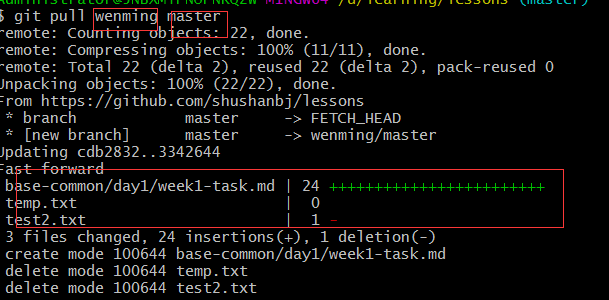 $ git pull wenming master
remote: Counting objects: 22, done.
remote: Compressing objects: 100% (11/11), done.
remote: Total 22 (delta 2), reused 22 (delta 2), pack-reused 0
Unpacking objects: 100% (22/22), done.
From https://github.com/shushanbj/lessons
* branch master -> FETCH_HEAD
* [new branch] master -> wenming/master
Updating cdb2832..3342644
Fast forward
base-common/day1/week1-task.md | 24 ++++++++++++++++++++++++
temp.txt | 0
test2.txt | 1 -
3 files changed, 24 insertions(+), 1 deletion(-)
create mode 100644 base-common/day1/week1-task.md
delete mode 100644 temp.txt
delete mode 100644 test2.txt